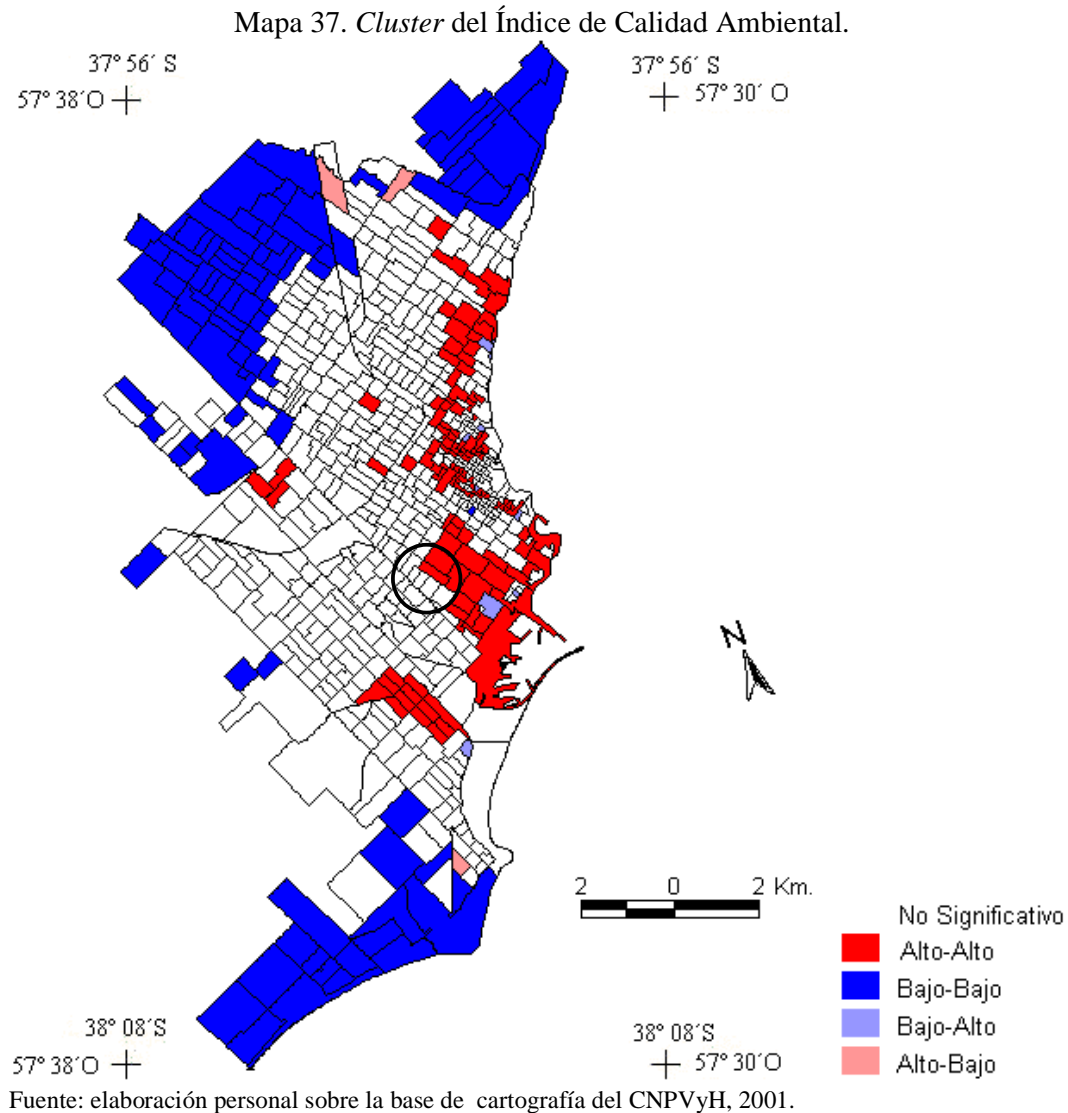 Mapa 37. Cluster del Índice de Calidad Ambiental.
37° 56´ S
57° 38´O
37° 56´ S
57° 30´ O
N
2 0 2 Km.
No Significativo
Alto-Alto
Bajo-Bajo
Bajo-Alto
Alto-Bajo
38° 08´S
57° 38´O
38° 08´S
57° 30´O
Fuente: elaboración personal sobre la base de cartografía del CNPVyH, 2001.